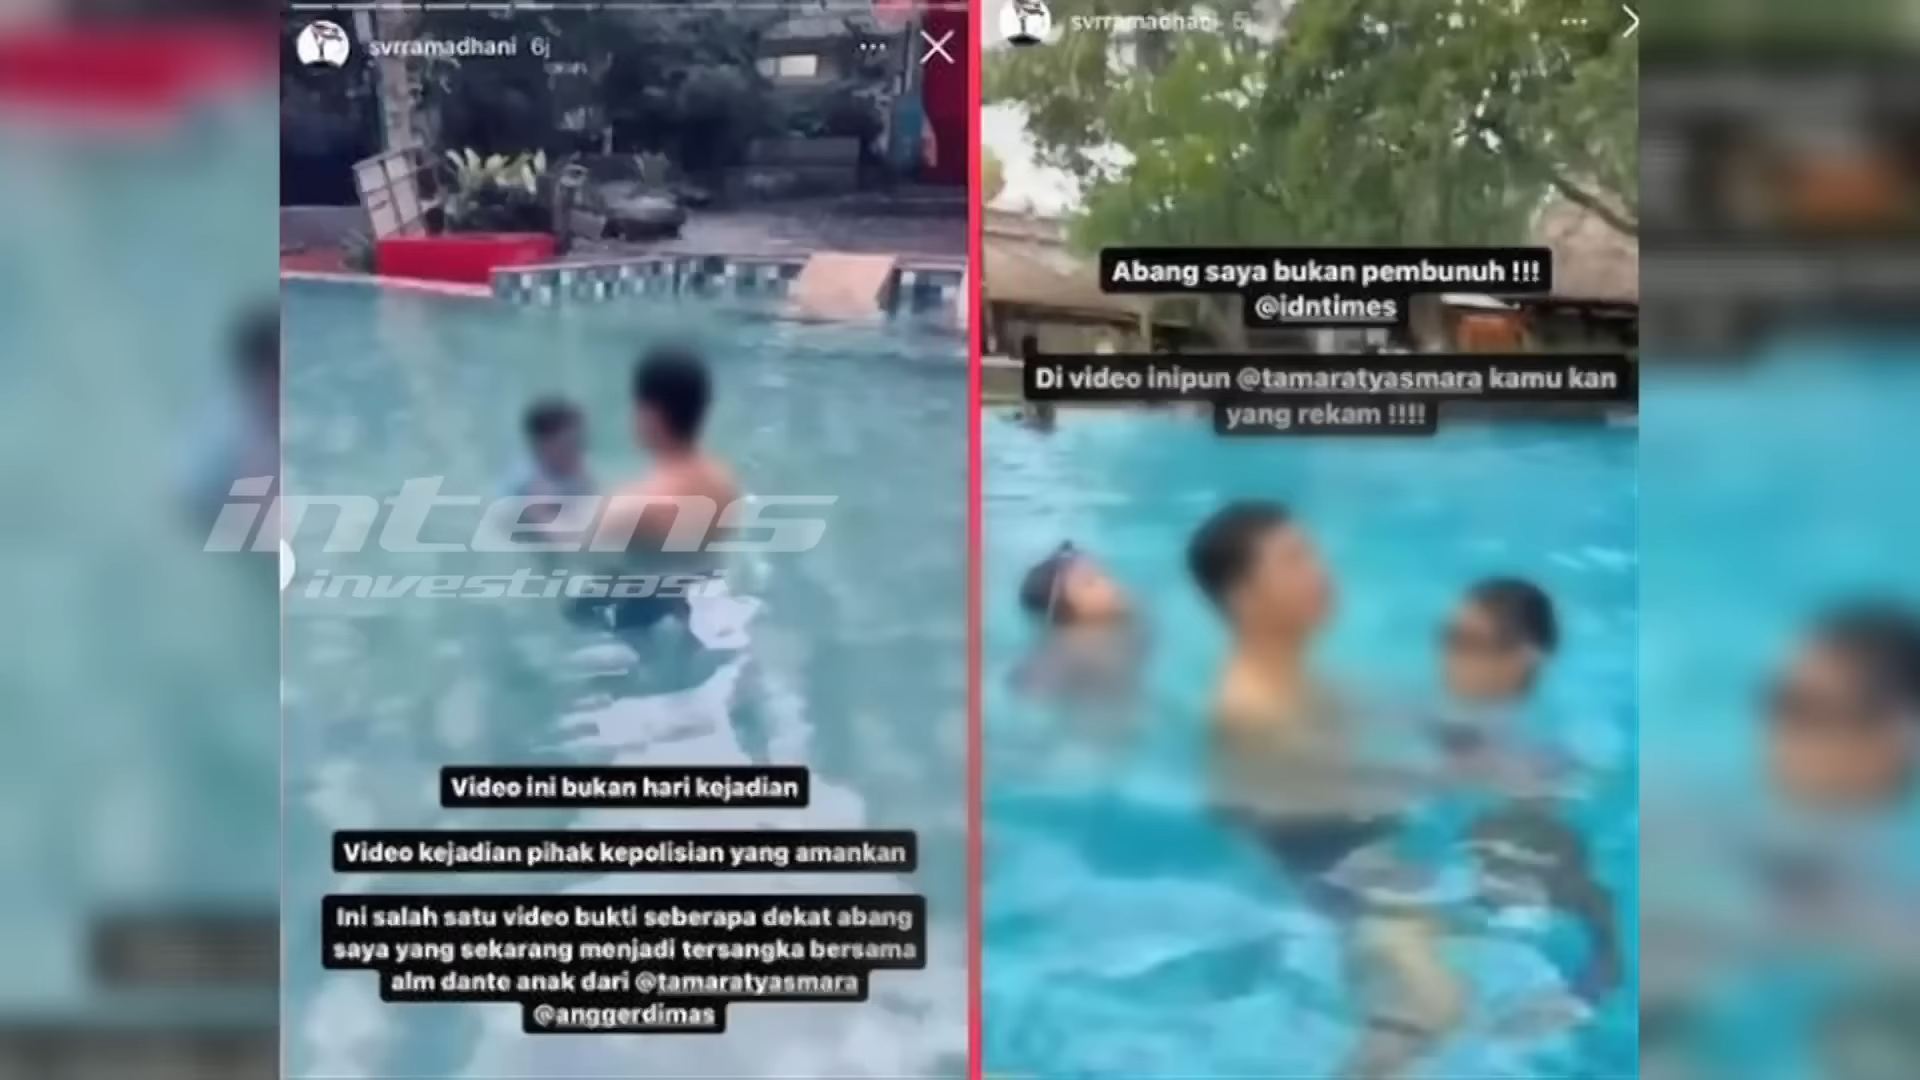 svrramadhani 6j
Video ini bukan hari kejadian
Video kejadian pihak kepolisian yang amankan
Ini salah satu video bukti seberapa dekat abang
saya yang sekarang menjadi tersangka bersama
alm dante anak dari @tamaratyasmara
@anggerdimas
svrramadhani 6j
Abang saya bukan pembunuh !!!
@idntimes
Di video inipun @tamaratyasmara kamu kan
yang rekam !!!!
intens
investigasi